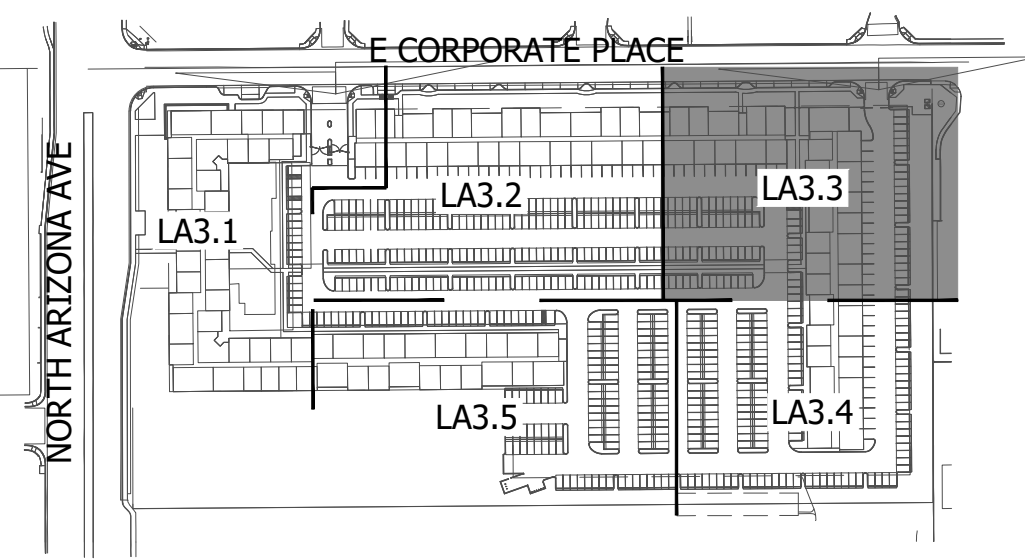 E CORPORATE PLACE
NORTH ARIZONA AVE
LA3.1
LA3.2
LA3.3
LA3.5
LA3.4